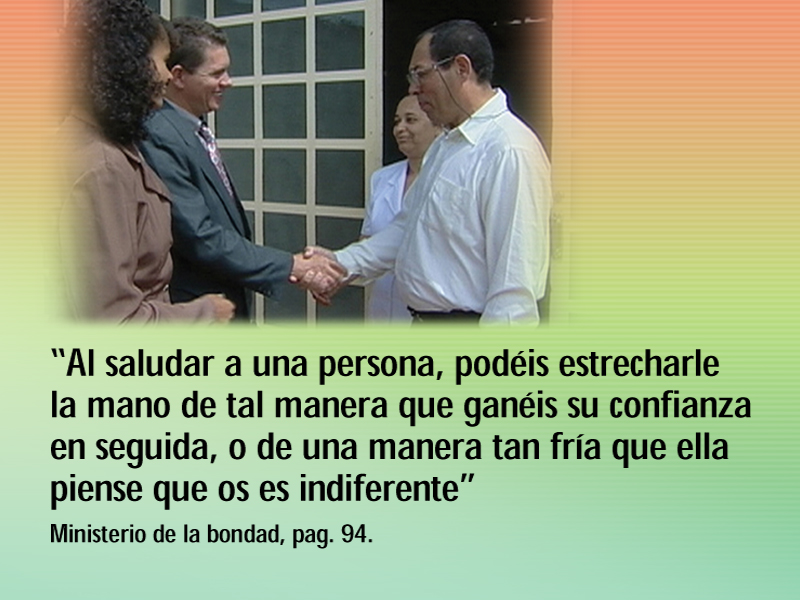 “Al saludar a una persona, podéis estrecharle
la mano de tal manera que ganéis su confianza
en seguida, o de una manera tan fría que ella
piense que os es indiferente”
Ministerio de la bondad, pag. 94.